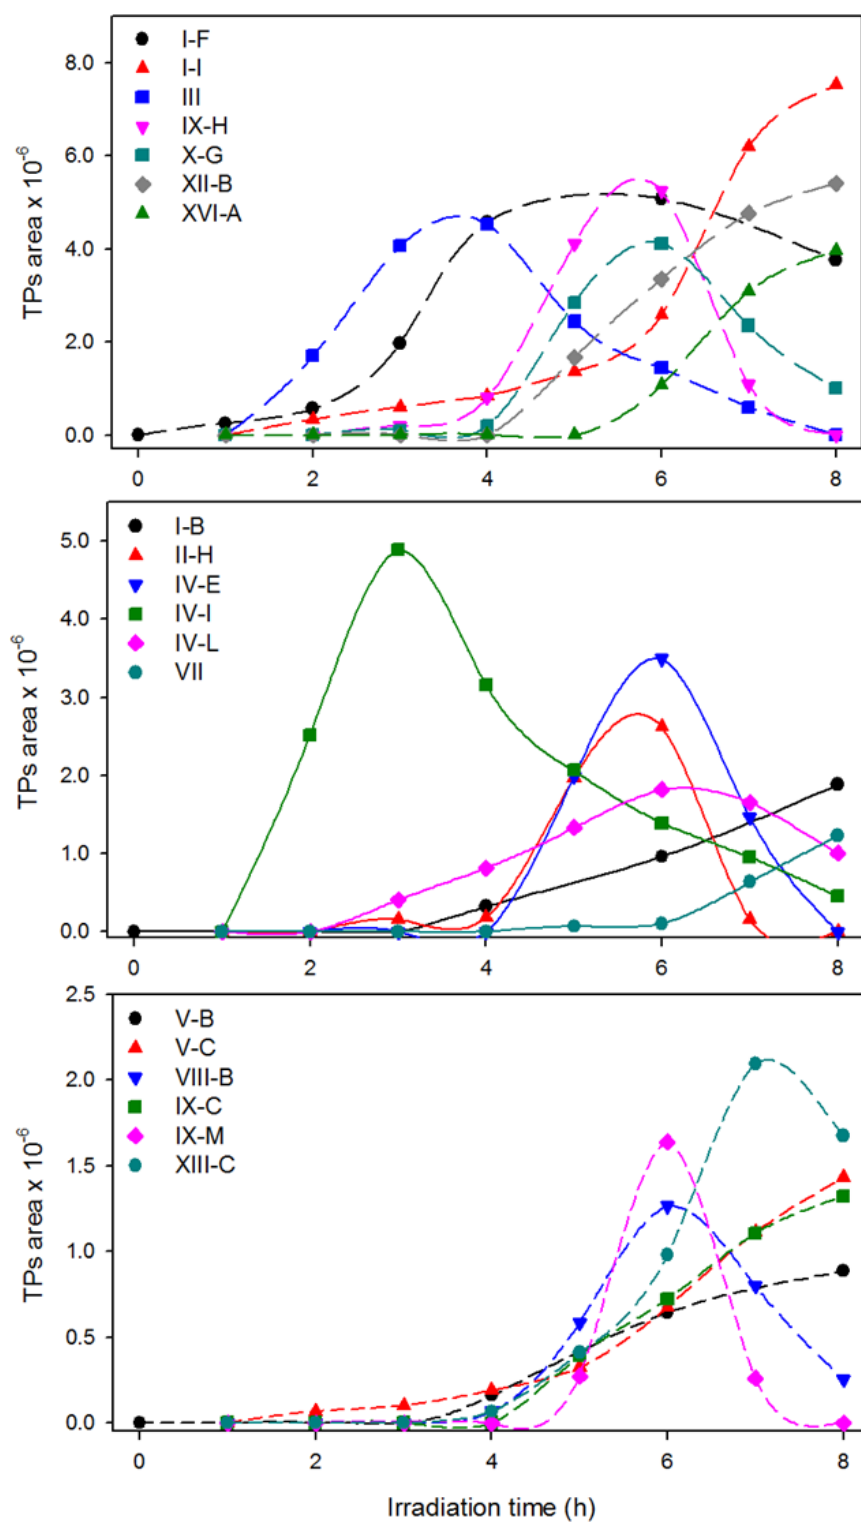 I-F
I-I
III
IX-H
X-G
XII-B
XVI-A
TPs area x 10⁻⁶
8.0
6.0
4.0
2.0
0.0
0 2 4 6 8
I-B
II-H
IV-E
IV-I
IV-L
VII
TPs area x 10⁻⁶
5.0
4.0
3.0
2.0
1.0
0.0
0 2 4 6 8
V-B
V-C
VIII-B
IX-C
IX-M
XIII-C
TPs area x 10⁻⁶
2.5
2.0
1.5
1.0
0.5
0.0
0 2 4 6 8
Irradiation time (h)